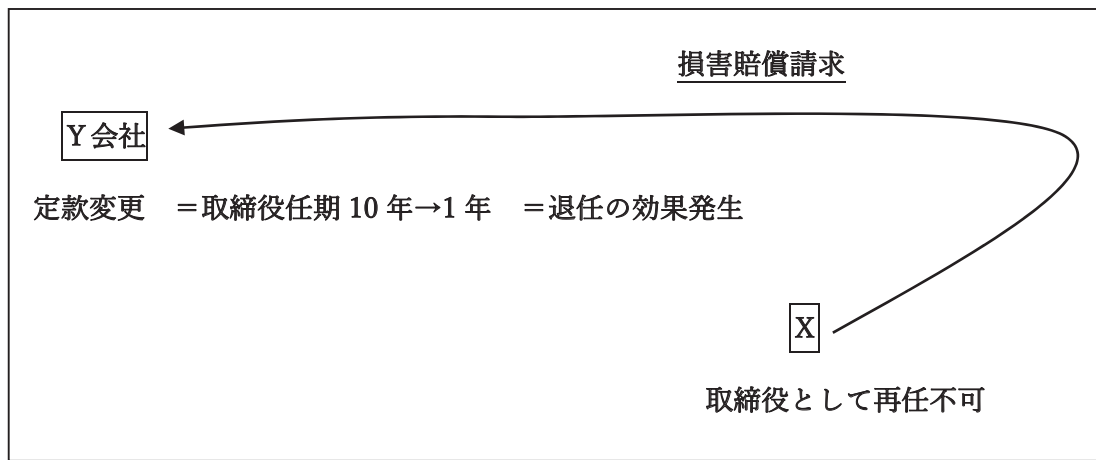 損害賠償請求
Y会社
定款変更　＝取締役任期 10 年→1 年　＝退任の効果発生
X
取締役として再任不可